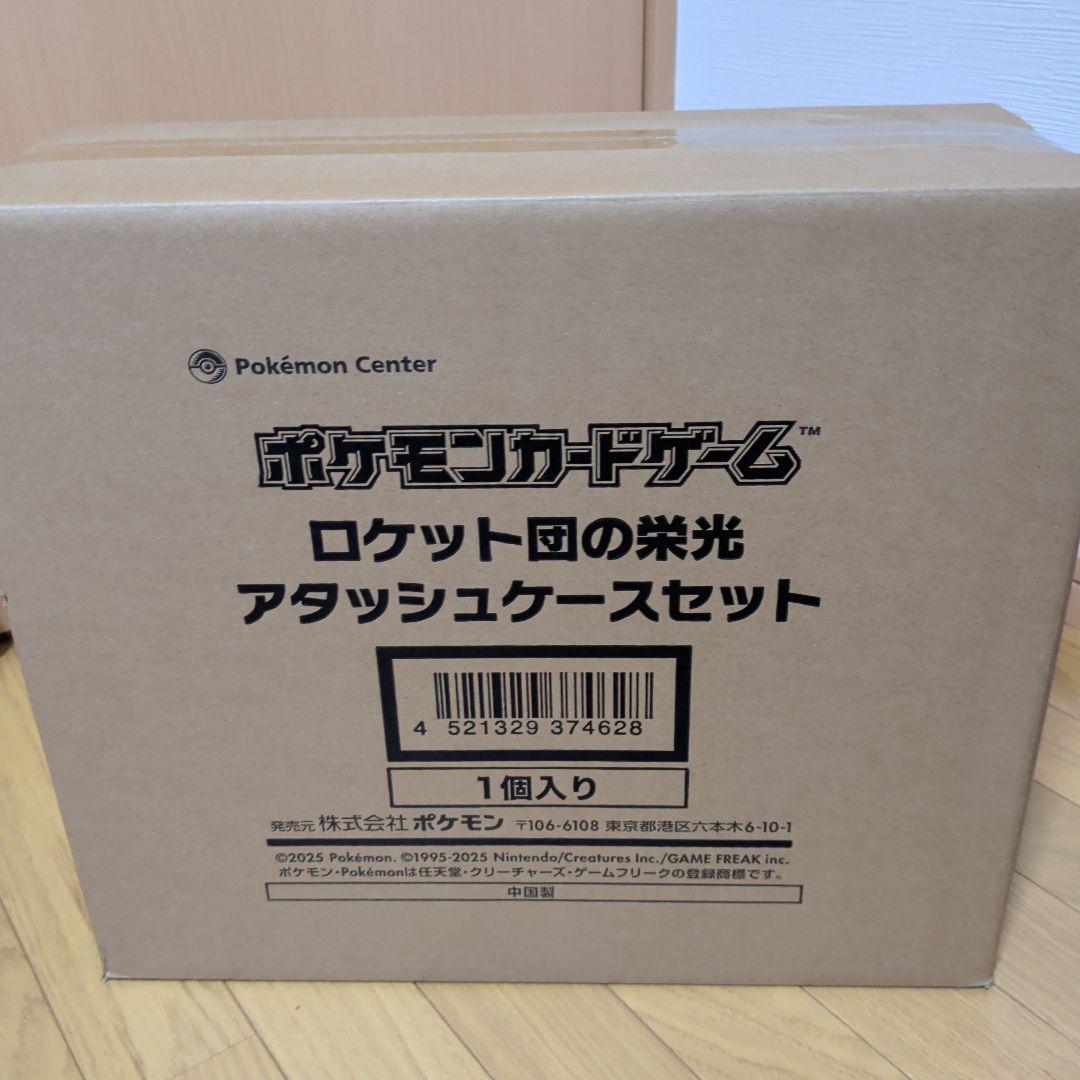 Pokémon Center
ポケモンカードゲーム™
ロケット団の栄光
アタッシュケースセット
4 521329 374628
1個入り
発売元 株式会社 ポケモン 〒106-6108 東京都港区六本木6-10-1
©2025 Pokémon. ©1995-2025 Nintendo/Creatures Inc./GAME FREAK inc.
ポケモン・Pokémonは任天堂・クリーチャーズ・ゲームフリークの登録商標です。
中国製